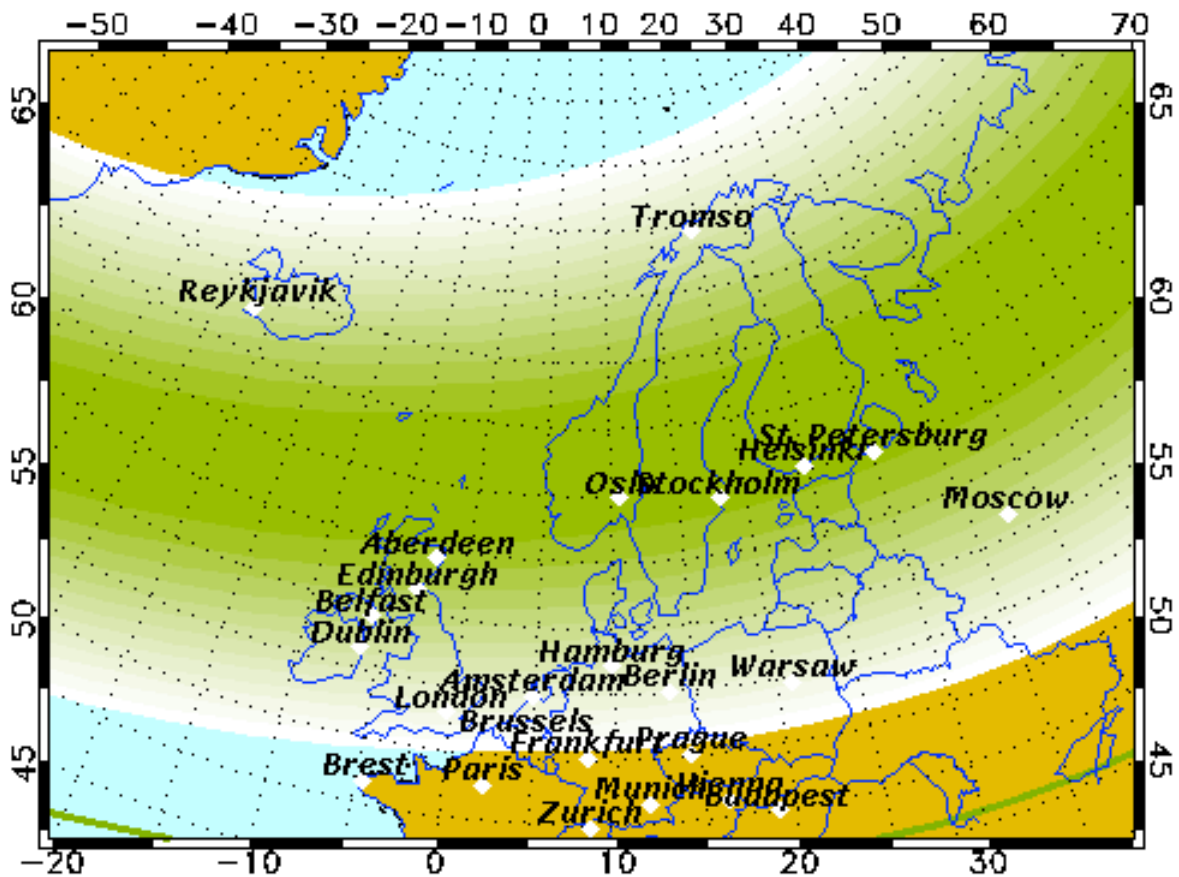 -50 -40 -30 -20 -10 0 10 20 30 40 50 60 70
65 65
Tromso
Reykjavik
60 60
St. Petersburg
Helsinki
55 55
Oslo Stockholm
Moscow
Aberdeen
Edinburgh
Belfast
50 50
Dublin
Hamburg
Warsaw
Amsterdam Berlin
London
Brussels
Frankfurt Prague
45 45
Brest Paris
Munich Vienna
Budapest
Zurich
-20 -10 0 10 20 30